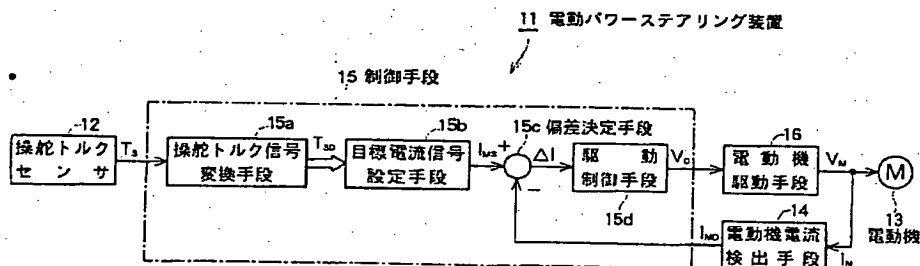 11 電動パワーステアリング装置
15 制御手段
12
操舵トルク
センサ
TS
15a
操舵トルク信号
変換手段
TSD
15b
目標電流信号
設定手段
IMS
+
−
15c 偏差決定手段
ΔI
駆動
制御手段
15d
VO
16
電動機
駆動手段
VM
M
13
電動機
14
電動機電流
検出手段
IMO
IM